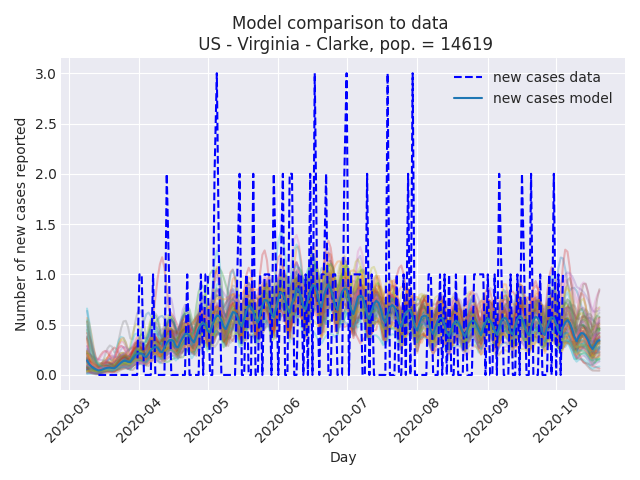 Model comparison to data
US - Virginia - Clarke, pop. = 14619
new cases data
new cases model
Number of new cases reported
3.0
2.5
2.0
1.5
1.0
0.5
0.0
2020-03
2020-04
2020-05
2020-06
2020-07
2020-08
2020-09
2020-10
Day